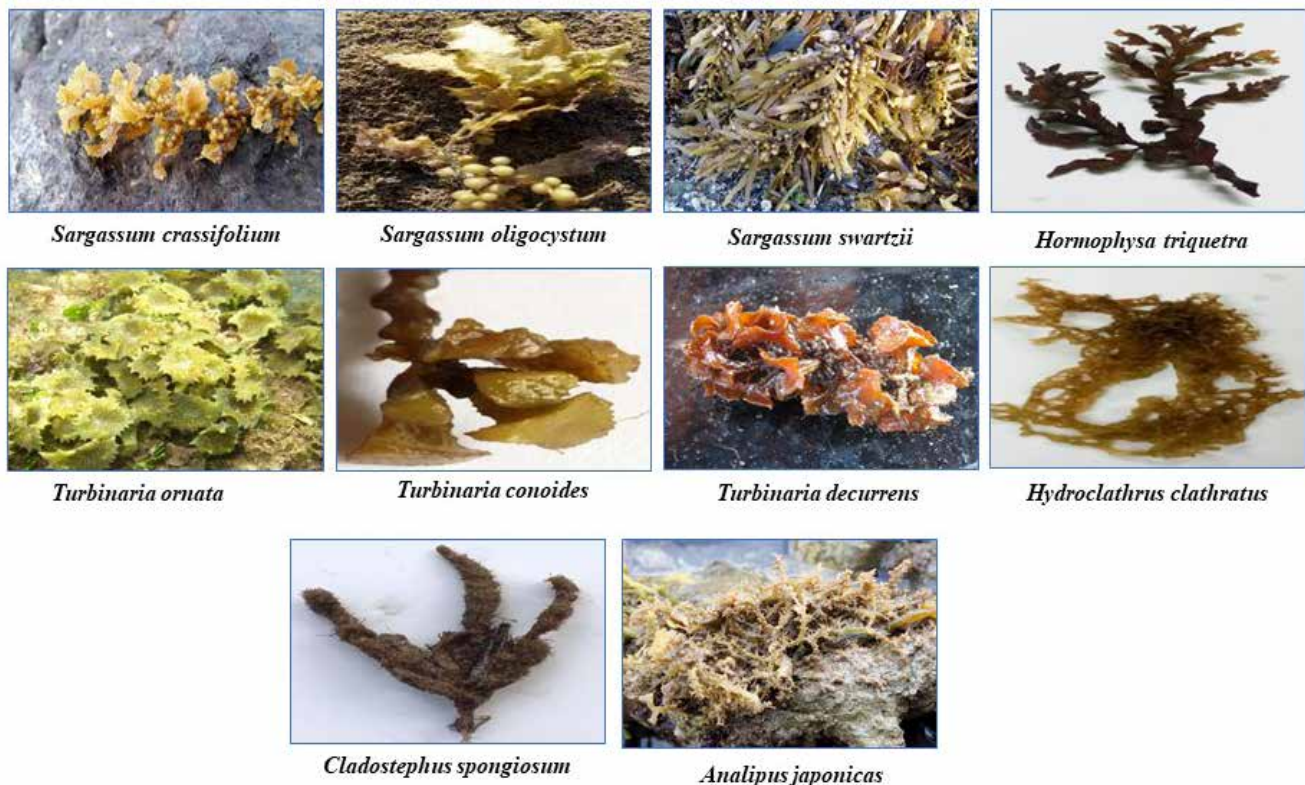 Sargassum crassifolium
Sargassum oligocystum
Sargassum swartzii
Hormophysa triquetra
Turbinaria ornata
Turbinaria conoides
Turbinaria decurrens
Hydroclathrus clathratus
Cladostephus spongiosum
Analipus japonicas